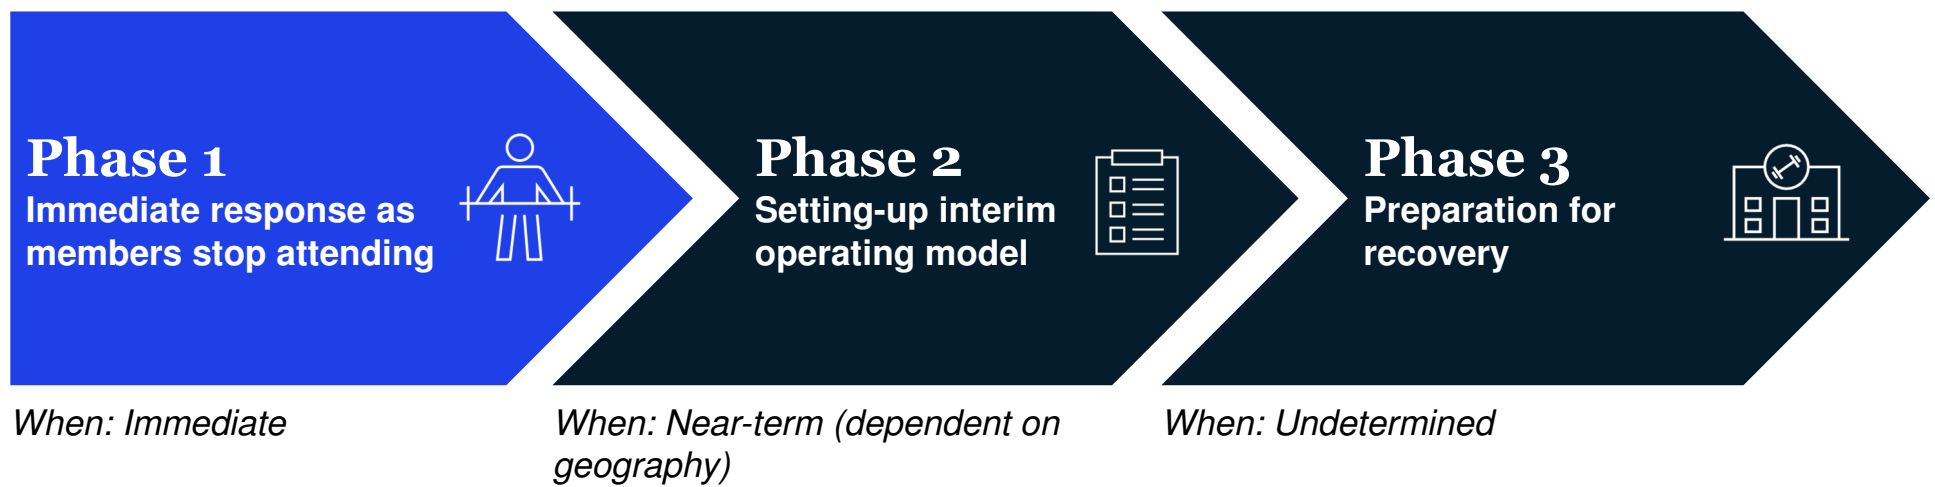 Phase 1
Immediate response as
members stop attending
When: Immediate
Phase 2
Setting-up interim
operating model
When: Near-term (dependent on
geography)
Phase 3
Preparation for
recovery
When: Undetermined